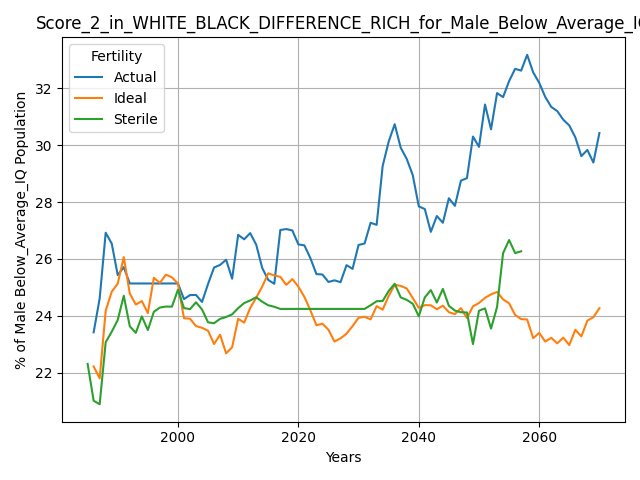 Score_2_in_WHITE_BLACK_DIFFERENCE_RICH_for_Male_Below_Average_IQ
% of Male Below_Average_IQ Population
Fertility
Actual
Ideal
Sterile
32
30
28
26
24
22
2000
2020
2040
2060
Years